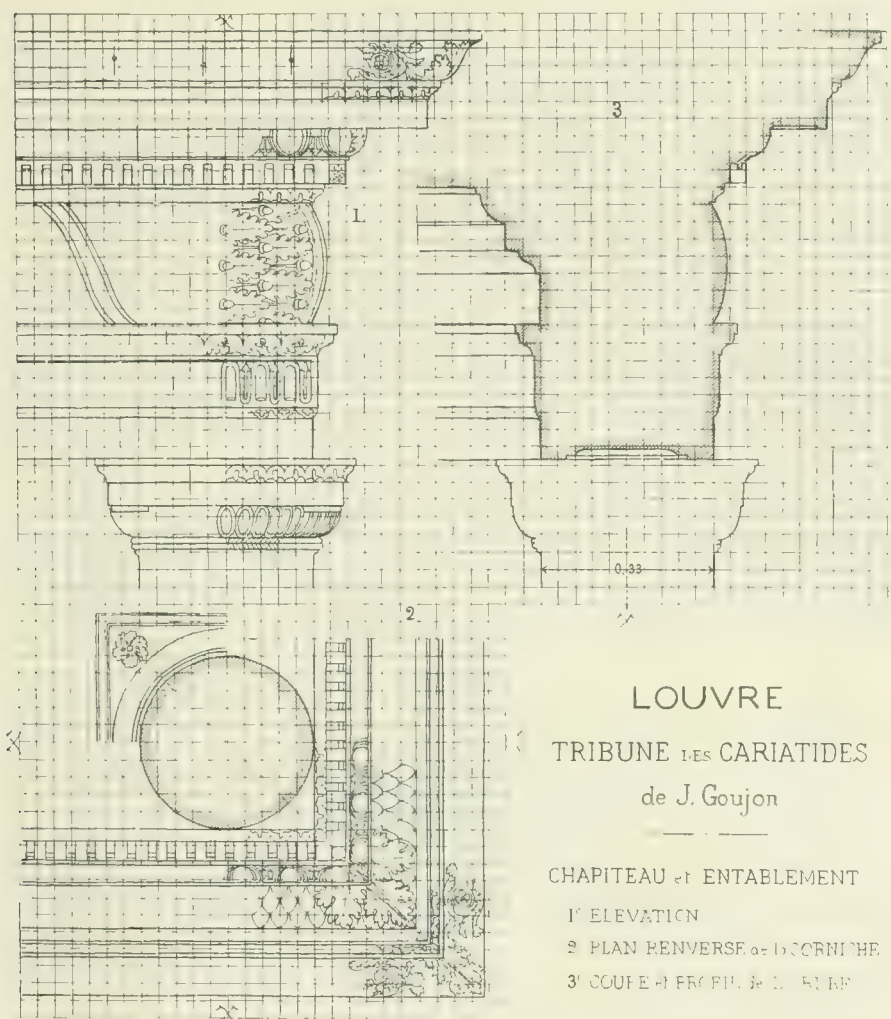 3
1.
0,33
2
LOUVRE
TRIBUNE DES CARIATIDES
de J. Goujon
CHAPITEAU et ENTABLEMENT
1° ELEVATION
2 PLAN RENVERSE de la CORNICHE
3° COUPE et PROFIL de